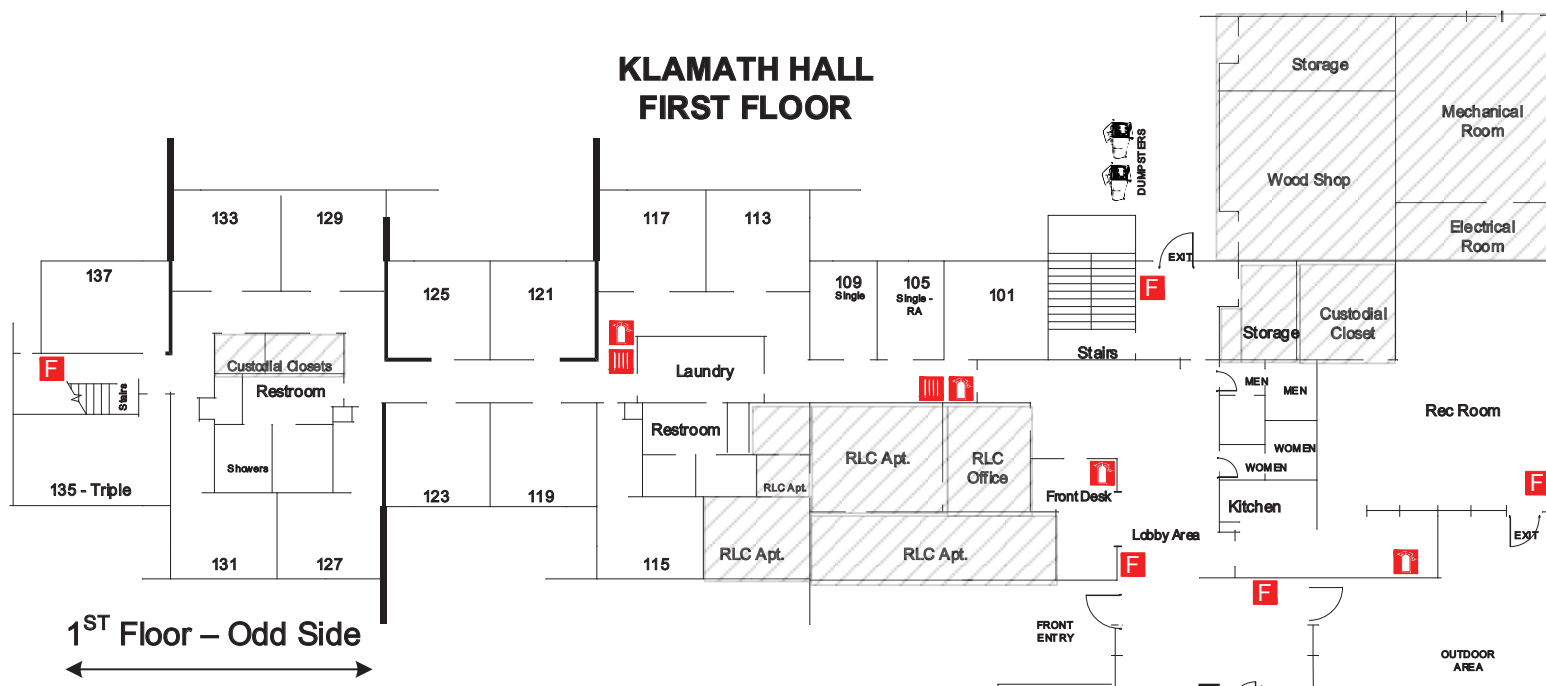 KLAMATH HALL
FIRST FLOOR
Storage
Mechanical
Room
DUMPSTERS
Wood Shop
133
129
117
113
Electrical
Room
EXIT
137
125
121
109
Single
105
Single -
RA
101
F
Storage
Custodial
Closet
Stairs
F
Custodial Closets
Laundry
Stairs
Restroom
MEN
MEN
Rec Room
Restroom
WOMEN
WOMEN
Showers
RLC Apt.
RLC
Office
135 - Triple
123
119
RLC Apt.
Front Desk
Kitchen
F
Lobby Area
EXIT
131
127
115
RLC Apt.
RLC Apt.
F
F
1ST Floor – Odd Side
FRONT
ENTRY
OUTDOOR
AREA